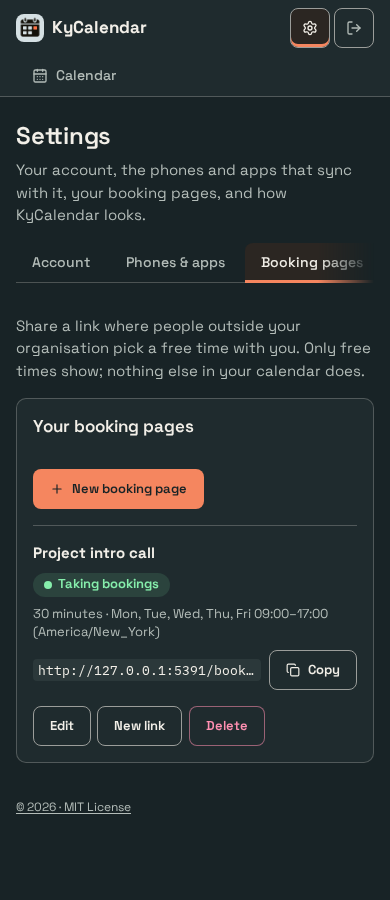 KyCalendar
Calendar
Settings
Your account, the phones and apps that sync
with it, your booking pages, and how
KyCalendar looks.
Account
Phones & apps
Booking pages
Share a link where people outside your
organisation pick a free time with you. Only free
times show; nothing else in your calendar does.
Your booking pages
+ New booking page
Project intro call
Taking bookings
30 minutes · Mon, Tue, Wed, Thu, Fri 09:00–17:00
(America/New_York)
http://127.0.0.1:5391/book…
Copy
Edit
New link
Delete
© 2026 · MIT License